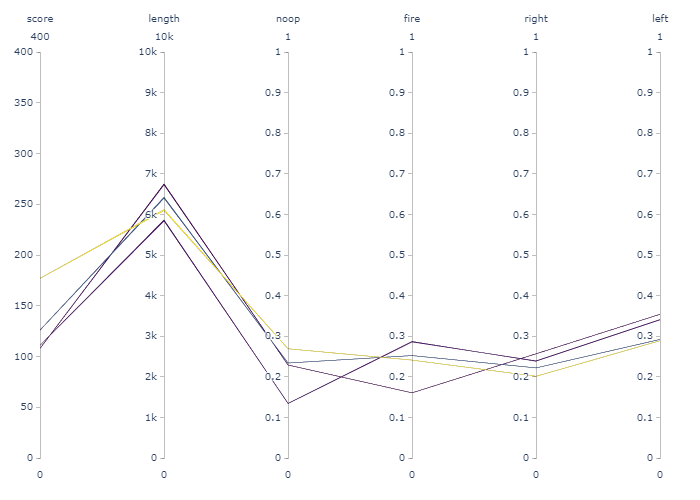 score length noop fire right left
400 10k 1 1 1 1
400 10k 1 1 1 1
350 9k 0.9 0.9 0.9 0.9
300 8k 0.8 0.8 0.8 0.8
250 7k 0.7 0.7 0.7 0.7
200 6k 0.6 0.6 0.6 0.6
150 5k 0.5 0.5 0.5 0.5
100 4k 0.4 0.4 0.4 0.4
50 3k 0.3 0.3 0.3 0.3
0 2k 0.2 0.2 0.2 0.2
1k 0.1 0.1 0.1 0.1
0 0 0 0 0
0 0 0 0 0 0